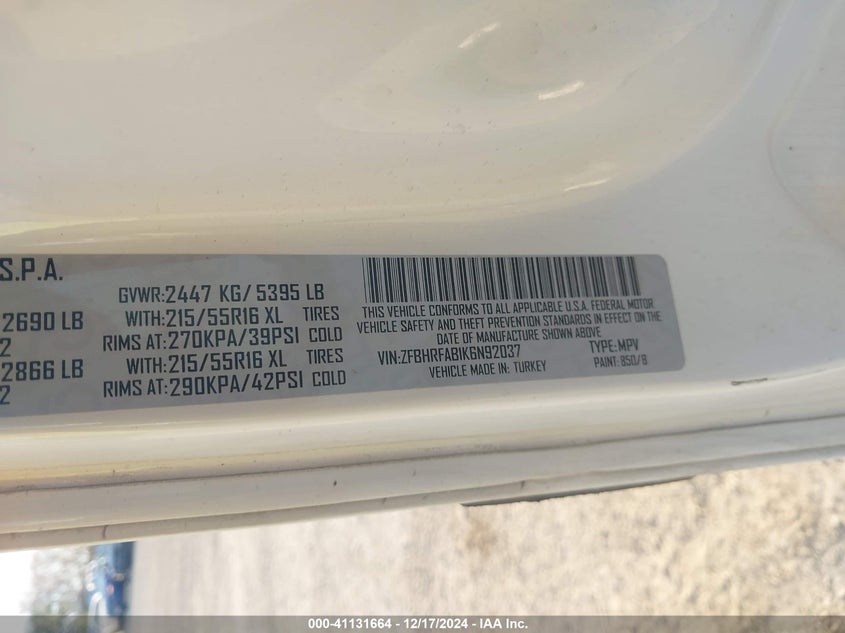 S.P.A.
2690 LB
2
2866 LB
2
GVWR:2447 KG/ 5395 LB
WITH:215/55R16 XL TIRES
RIMS AT:270KPA/39PSI COLD
WITH:215/55R16 XL TIRES
RIMS AT:290KPA/42PSI COLD
THIS VEHICLE CONFORMS TO ALL APPLICABLE U.S.A. FEDERAL MOTOR
VEHICLE SAFETY AND THEFT PREVENTION STANDARDS IN EFFECT ON THE
DATE OF MANUFACTURE SHOWN ABOVE
VIN:ZFBHRFAB1K6N92037 TYPE:MPV
VEHICLE MADE IN: TURKEY PAINT: 850/B
000-41131664 - 12/17/2024 - IAA Inc.